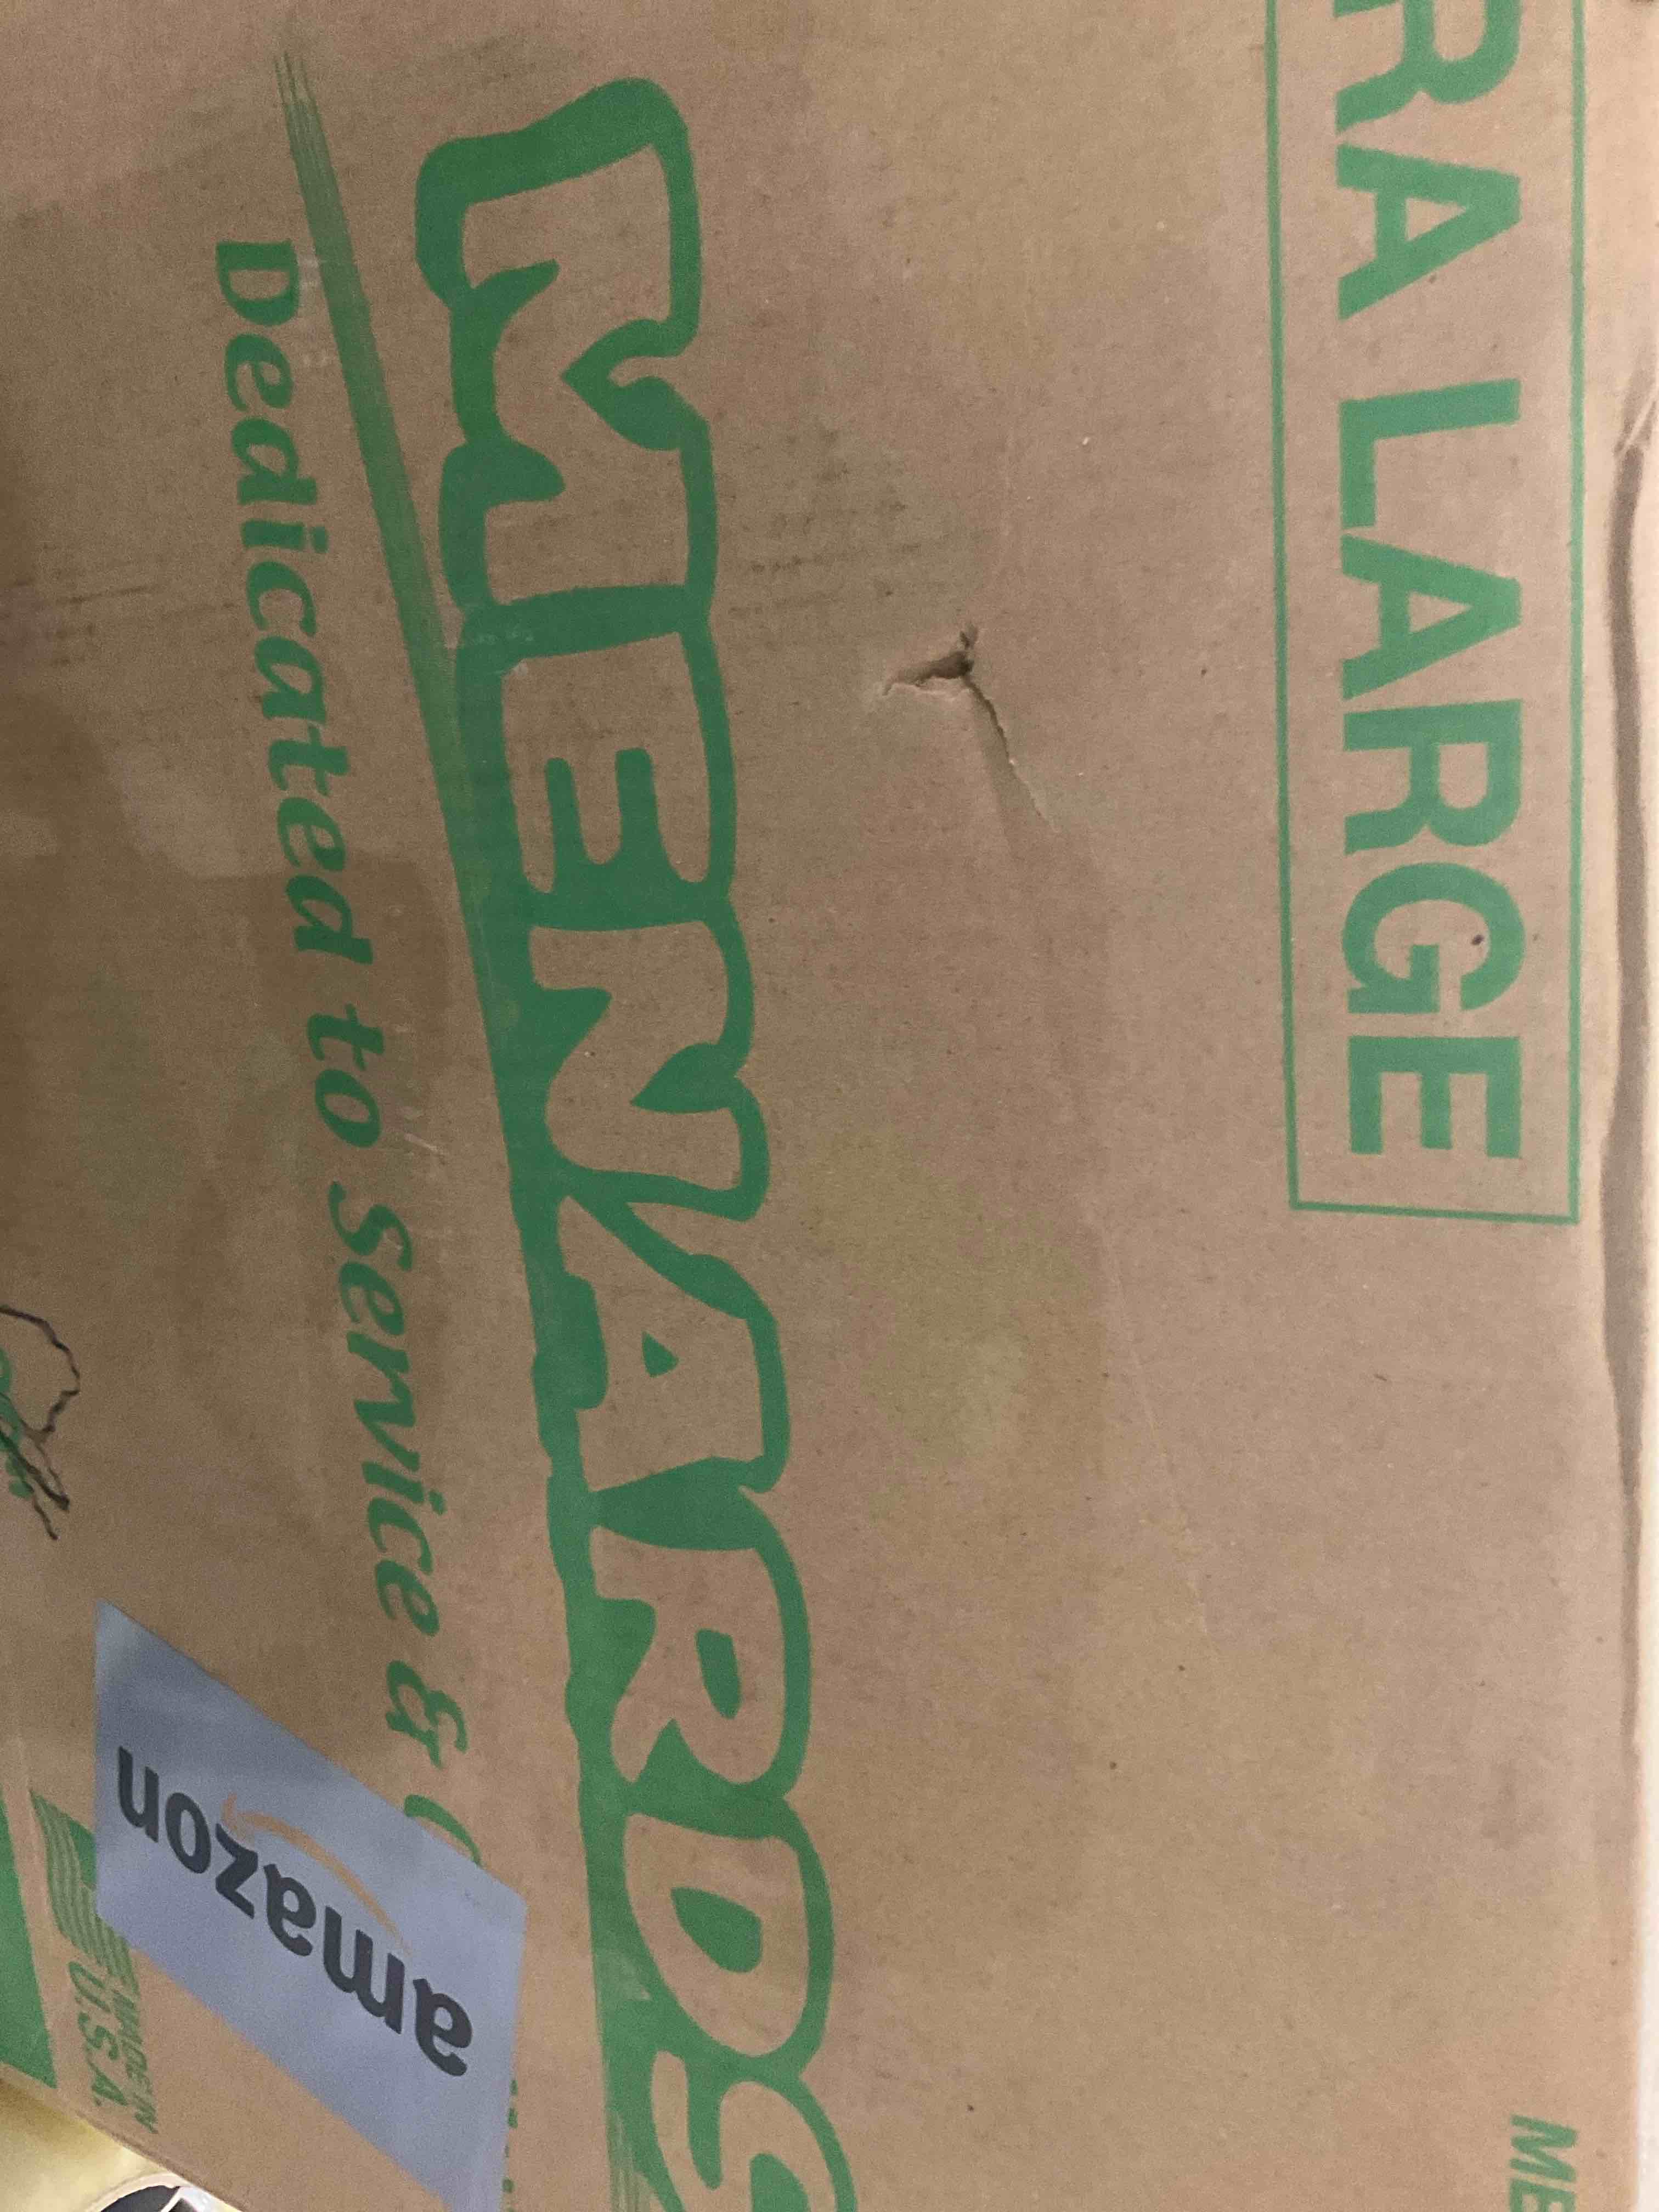 RA LARGE
MENARDS
Dedicated to Service &
amazon
MADE IN
U.S.A.